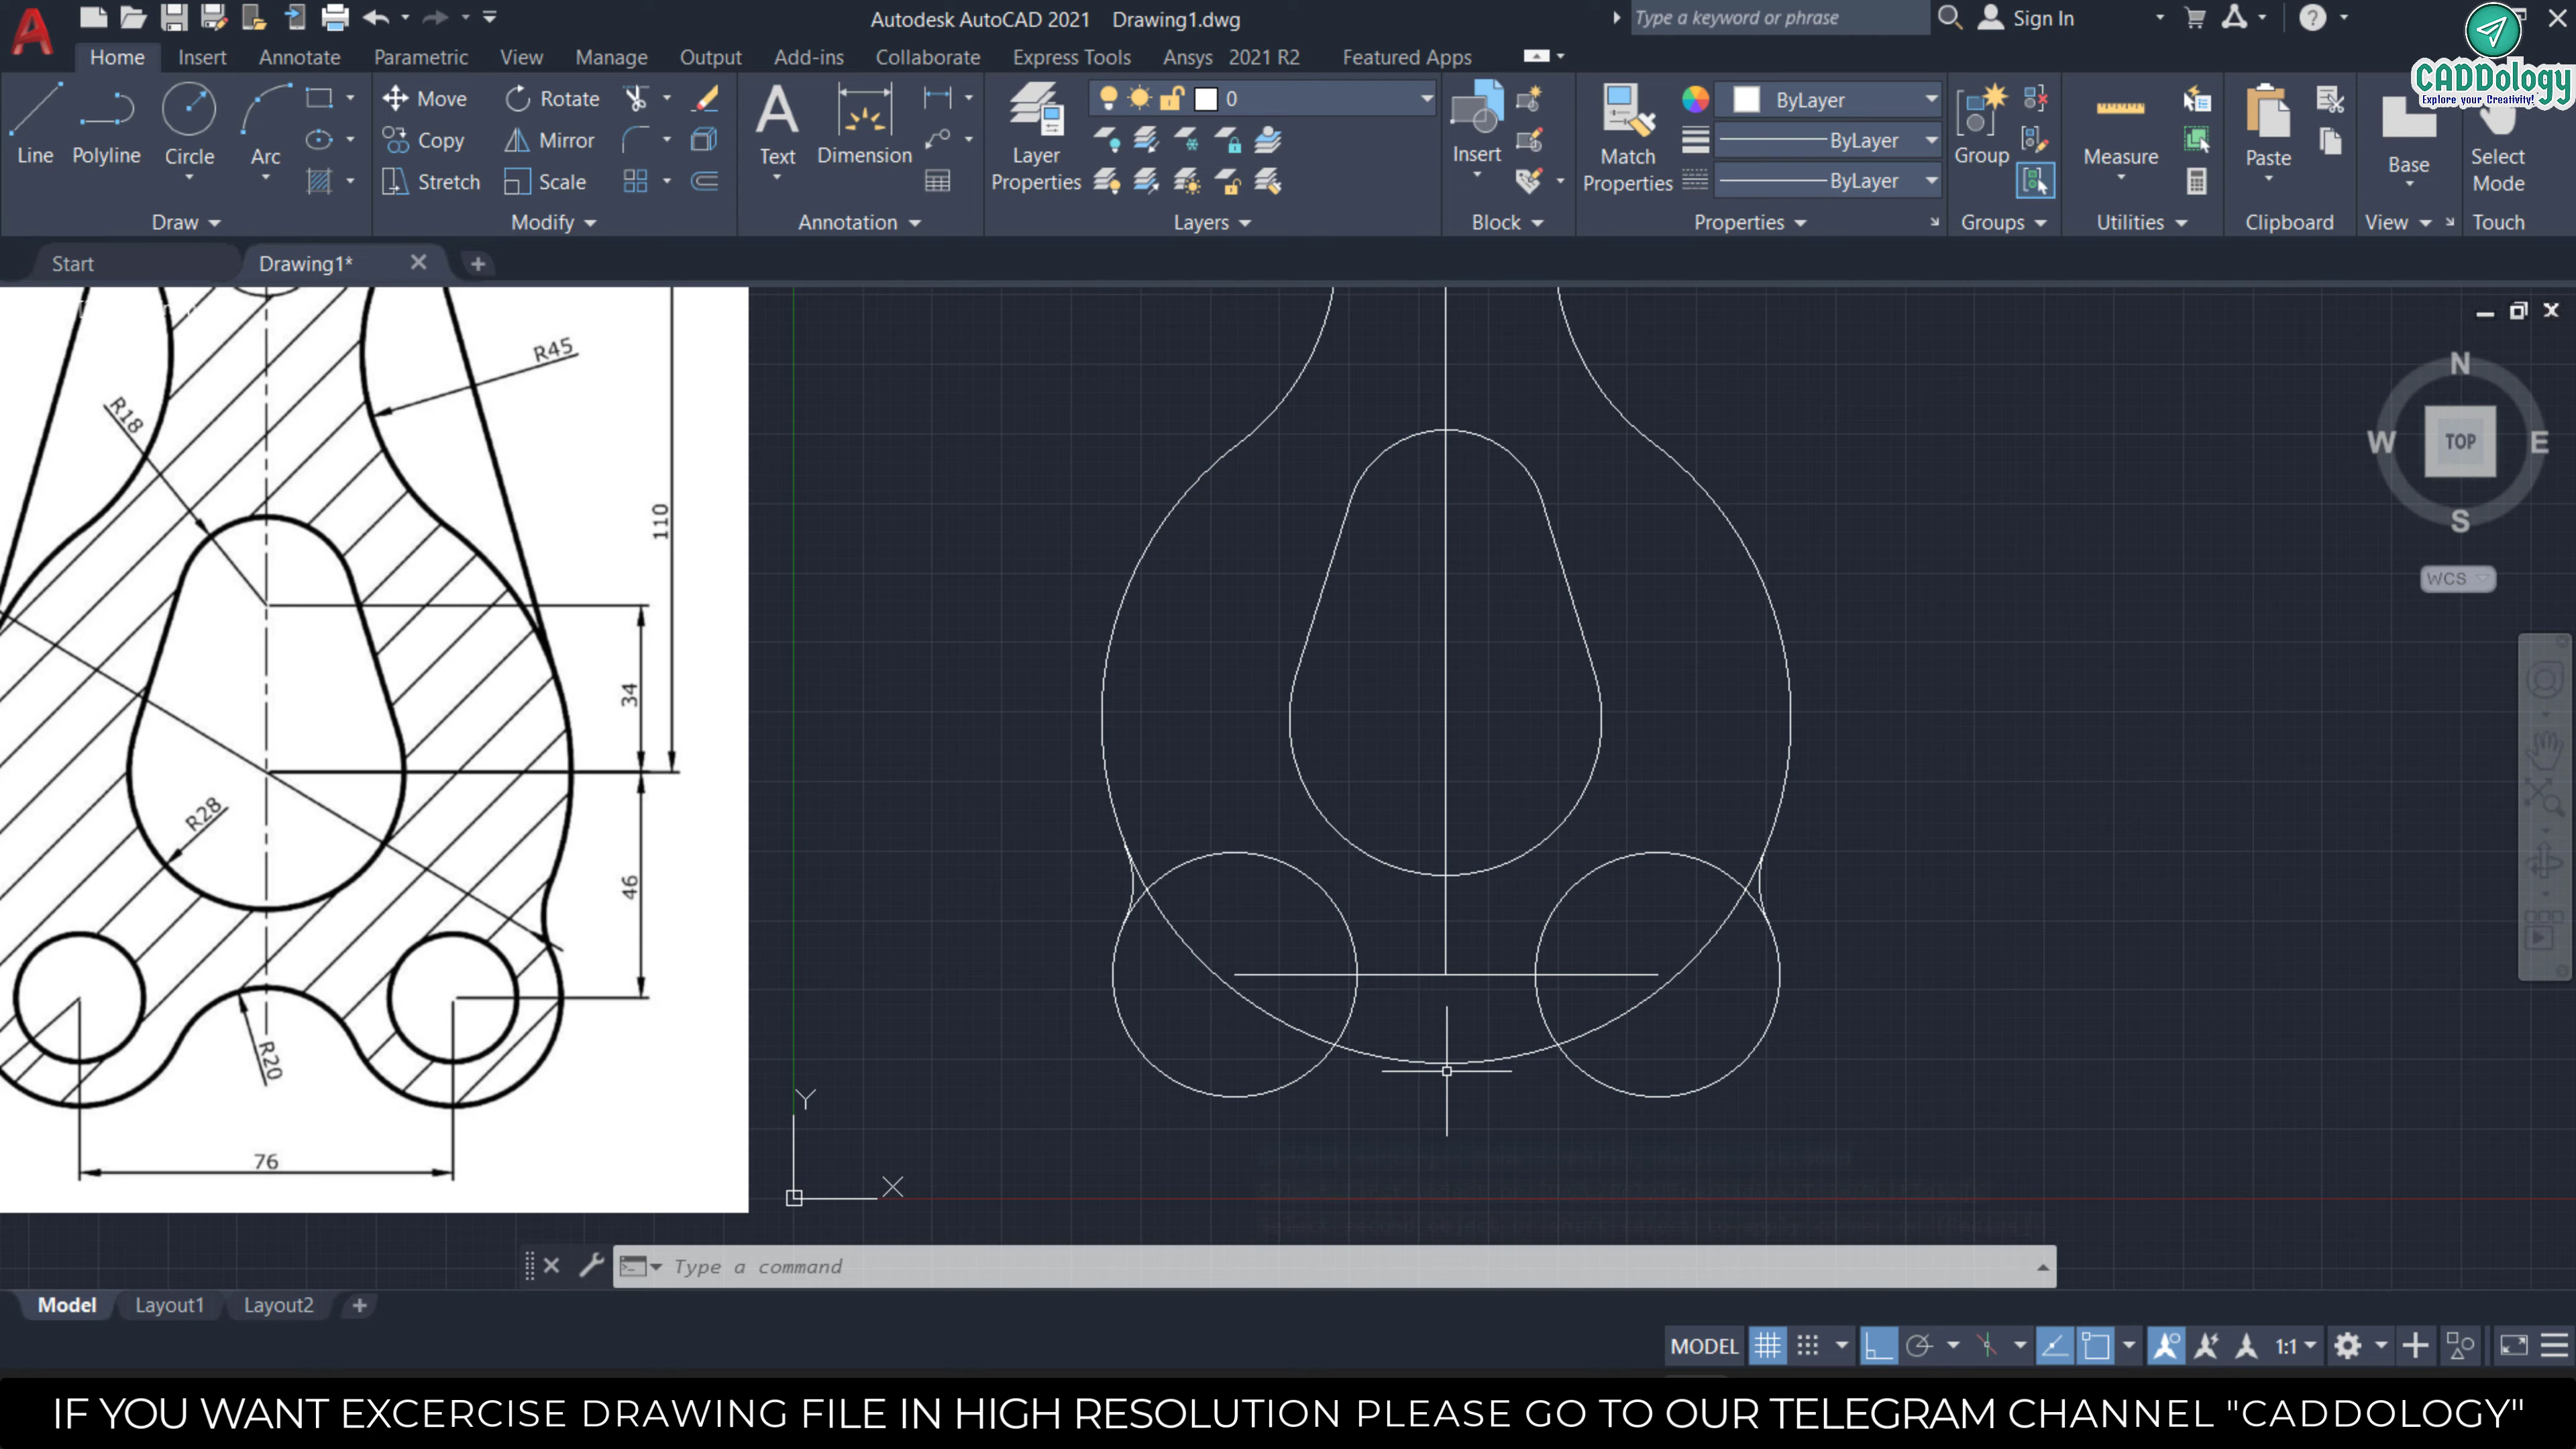 Autodesk AutoCAD 2021 Drawing1.dwg
Type a keyword or phrase
Sign In
CADDology
Explore your Creativity!
Home Insert Annotate Parametric View Manage Output Add-ins Collaborate Express Tools Ansys 2021 R2 Featured Apps
Line
Polyline
Circle
Arc
Draw
Move
Rotate
Copy
Mirror
Stretch
Scale
Modify
Text
Dimension
Annotation
Layer
Properties
0
Layers
Insert
Block
Match
Properties
ByLayer
ByLayer
ByLayer
Properties
Group
Groups
Measure
Utilities
Paste
Clipboard
Base
View
Select
Mode
Touch
Start
Drawing1*
R45
R18
110
34
R28
46
R20
76
N
W
TOP
E
S
WCS
Y
X
Type a command
Model
Layout1
Layout2
MODEL
1:1
IF YOU WANT EXCERCISE DRAWING FILE IN HIGH RESOLUTION PLEASE GO TO OUR TELEGRAM CHANNEL "CADDOLOGY"